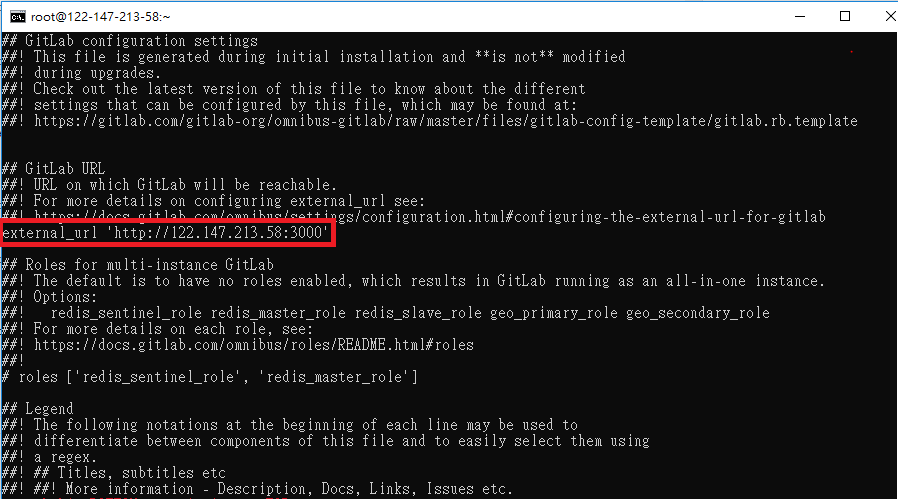 root@122-147-213-58:~
## GitLab configuration settings
##! This file is generated during initial installation and **is not** modified
##! during upgrades.
##! Check out the latest version of this file to know about the different
##! settings that can be configured by this file, which may be found at:
##! https://gitlab.com/gitlab-org/omnibus-gitlab/raw/master/files/gitlab-config-template/gitlab.rb.template
## GitLab URL
##! URL on which GitLab will be reachable.
##! For more details on configuring external_url see:
##! https://docs.gitlab.com/omnibus/settings/configuration.html#configuring-the-external-url-for-gitlab
external_url 'http://122.147.213.58:3000'
## Roles for multi-instance GitLab
##! The default is to have no roles enabled, which results in GitLab running as an all-in-one instance.
##! Options:
##!   redis_sentinel_role redis_master_role redis_slave_role geo_primary_role geo_secondary_role
##! For more details on each role, see:
##! https://docs.gitlab.com/omnibus/roles/README.html#roles
##!
# roles ['redis_sentinel_role', 'redis_master_role']
## Legend
##! The following notations at the beginning of each line may be used to
##! differentiate between components of this file and to easily select them using
##! a regex.
##! ## Titles, subtitles etc
##! ##! More information - Description, Docs, Links, Issues etc.